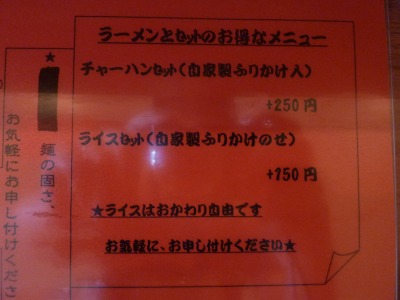 ラーメンとセットのお得なメニュー
チャーハンセット(自家製ふりかけ入)
+250円
ライスセット(自家製ふりかけのせ)
+150円
★ライスはおかわり自由です
お気軽に、お申し付けください★
★
麺の固さ、
お気軽にお申し付けくださ